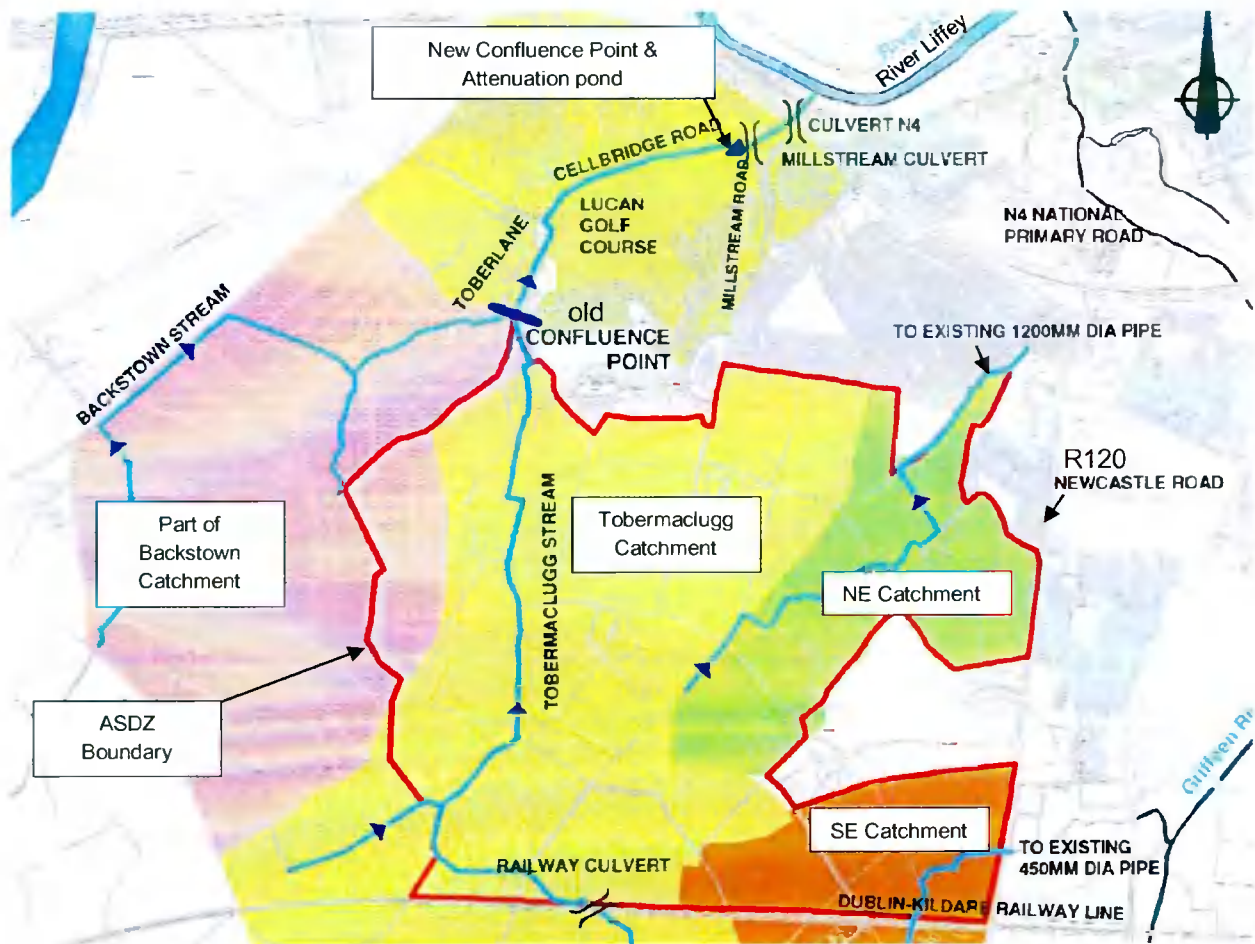 New Confluence Point &
Attenuation pond
River Liffey
CULVERT N4
MILLSTREAM CULVERT
CELLBRIDGE ROAD
LUCAN
GOLF
COURSE
MILLSTREAM ROAD
N4 NATIONAL
PRIMARY ROAD
TOBERLANE
BACKSTOWN STREAM
old
CONFLUENCE
POINT
TO EXISTING 1200MM DIA PIPE
R120
NEWCASTLE ROAD
Part of
Backstown
Catchment
Tobermaclugg
Catchment
TOBERMACLUGG STREAM
NE Catchment
ASDZ
Boundary
SE Catchment
TO EXISTING
450MM DIA PIPE
RAILWAY CULVERT
DUBLIN-KILDARE RAILWAY LINE